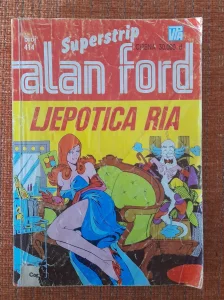 Superstrip
alan ford
LJEPOTICA RIA